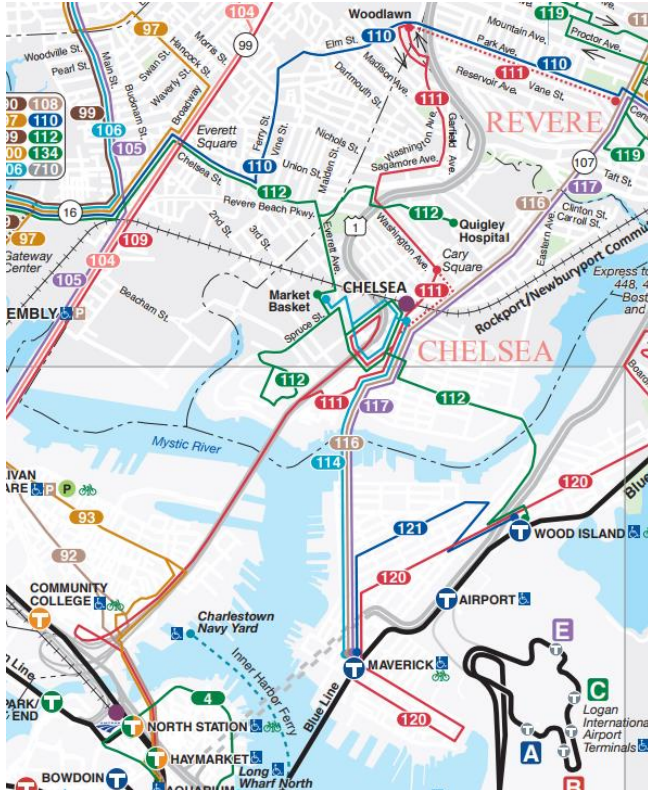 Woodlawn
104
97
99
Elm St.
110
Mountain Ave.
Park Ave.
110
119
Proctor Ave.
Woodville St.
Pearl St.
Main St.
Bucknam St.
Swan St.
Hancock St.
Waverly St.
Morris St.
Broadway
Madison Ave.
Dartmouth St.
111
Reservoir Ave.
111
Vane St.
REVERE
108
110
112
134
710
99
106
105
Everett
Square
Ferry St.
Vine St.
Nichols St.
Union St.
Malden St.
Washington Ave.
Garfield Ave.
Sagamore Ave.
107
119
117
Taft St.
Chelsea St.
110
112
Revere Beach Pkwy.
116
Clinton St.
Carroll St.
16
97
Gateway
Center
109
104
105
2nd St.
3rd St.
Everett Ave.
1
112
Quigley
Hospital
Washington Ave.
Cary
Square
Eastern Ave.
Beacham St.
Market
Basket
Spruce St.
CHELSEA
111
Rockport/Newburyport
Express to
448,
CHELSEA
112
111
117
112
Mystic River
116
114
P
P
93
92
121
120
120
WOOD ISLAND
COMMUNITY
COLLEGE
AIRPORT
Charlestown
Navy Yard
Inner Harbor
Ferry
Blue Line
MAVERICK
120
E
C
Logan
International
Airport
Terminals
A
B
4
NORTH STATION
HAYMARKET
BOWDOIN
Long
Wharf North